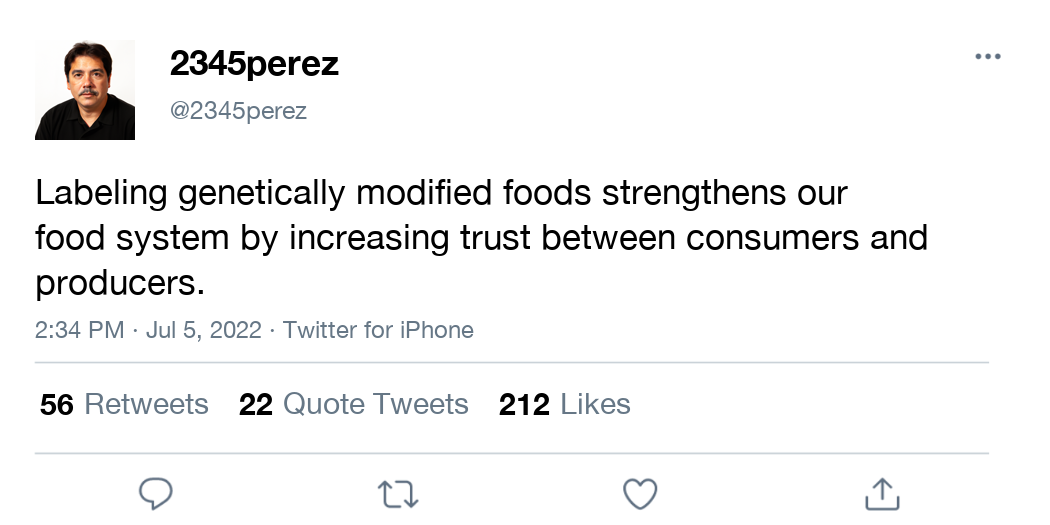 2345perez
@2345perez
Labeling genetically modified foods strengthens our
food system by increasing trust between consumers and
producers.
2:34 PM · Jul 5, 2022 · Twitter for iPhone
56 Retweets 22 Quote Tweets 212 Likes